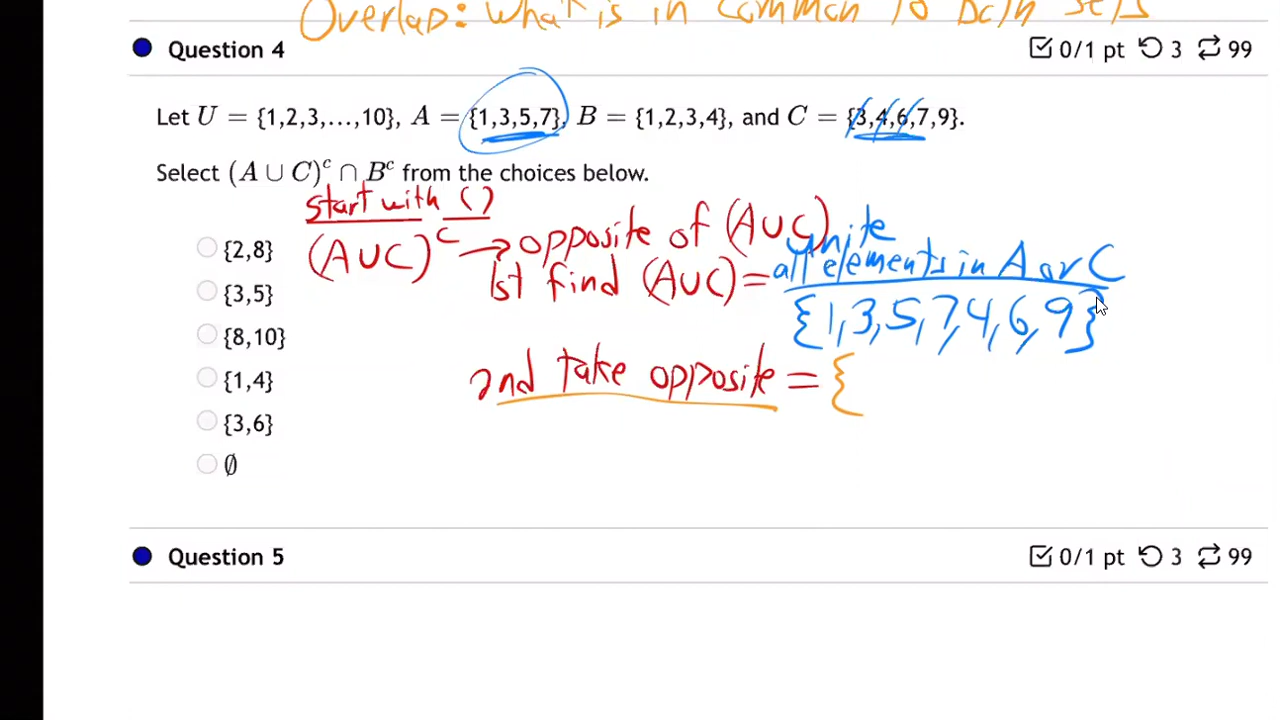 Overlap: What is in common to both sets
Question 4 0/1 pt 3 99
Let U = {1,2,3,…,10}, A = {1,3,5,7}, B = {1,2,3,4}, and C = {3,4,6,7,9}.
Select (A ∪ C)ᶜ ∩ Bᶜ from the choices below.
start with ( )
(A∪C)ᶜ → opposite of (A∪C)
unite
1st find (A∪C) = all elements in A or C
{1,3,5,7,4,6,9}
2nd take opposite = {
{2,8}
{3,5}
{8,10}
{1,4}
{3,6}
∅
Question 5 0/1 pt 3 99